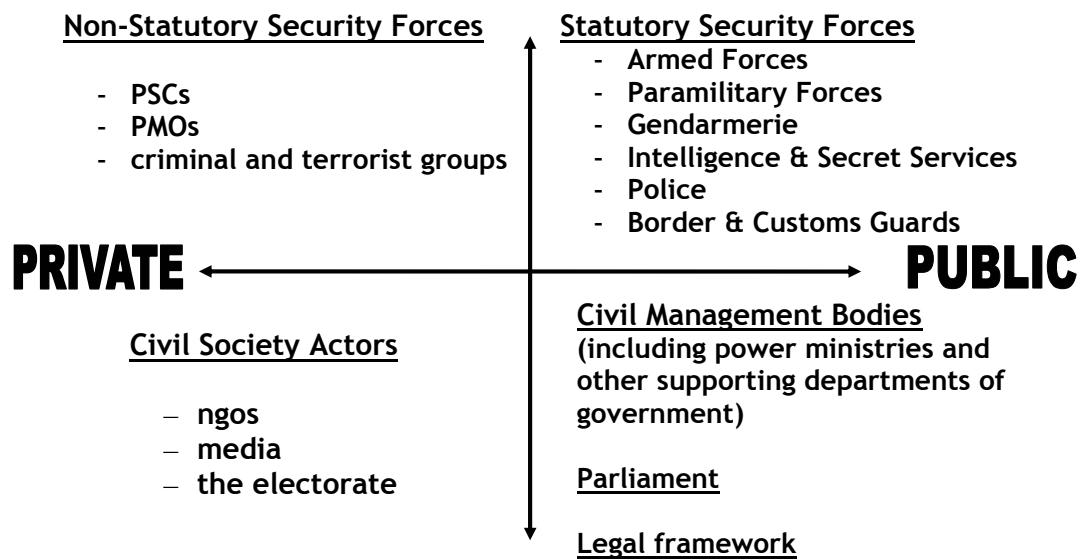 Non-Statutory Security Forces
- PSCs
- PMOs
- criminal and terrorist groups
Statutory Security Forces
- Armed Forces
- Paramilitary Forces
- Gendarmerie
- Intelligence & Secret Services
- Police
- Border & Customs Guards
PRIVATE
PUBLIC
Civil Society Actors
– ngos
– media
– the electorate
Civil Management Bodies
(including power ministries and
other supporting departments of
government)
Parliament
Legal framework